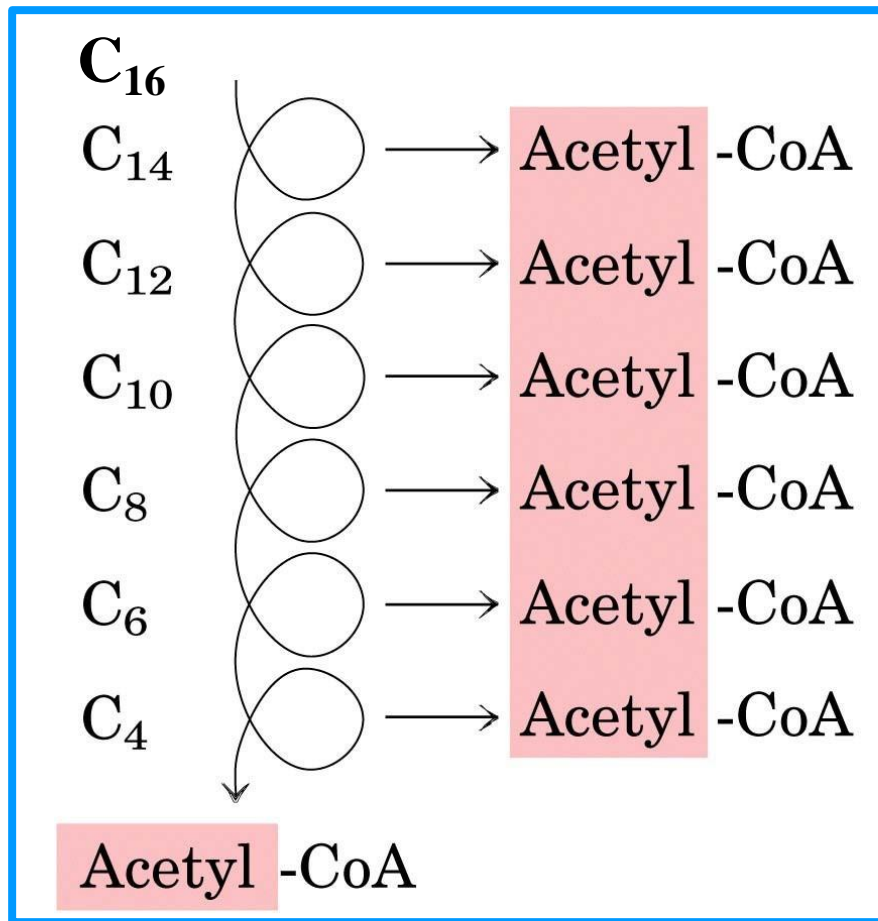 C₁₆
C₁₄ Acetyl -CoA
C₁₂ Acetyl -CoA
C₁₀ Acetyl -CoA
C₈ Acetyl -CoA
C₆ Acetyl -CoA
C₄ Acetyl -CoA
Acetyl -CoA